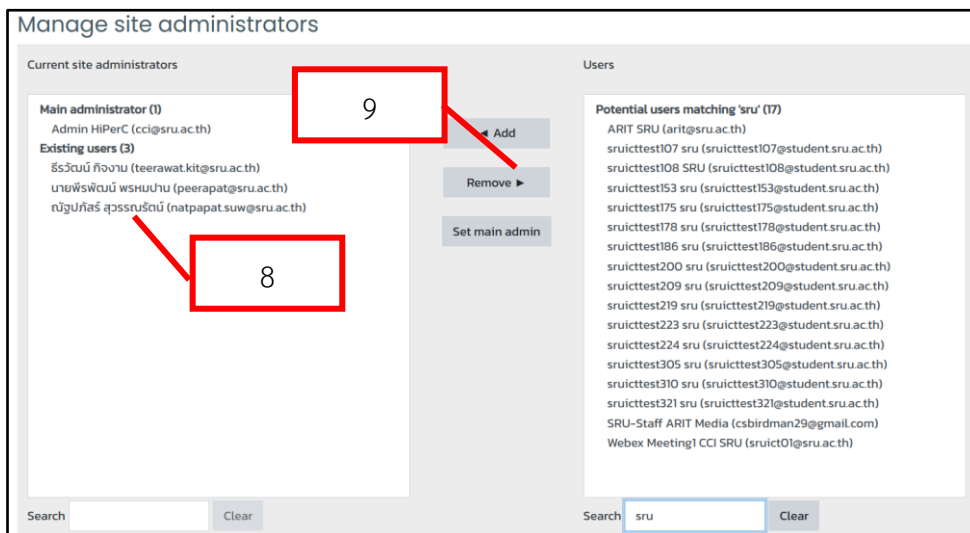 Manage site administrators
Current site administrators
Main administrator (1)
Admin HiPerC (cci@sru.ac.th)
Existing users (3)
ธีรวัฒน์ กิจงาม (teerawat.kit@sru.ac.th)
นายพีรพัฒน์ พรหมปาน (peerapat@sru.ac.th)
ณัฐปภัสร์ สุวรรณรัตน์ (natpapat.suw@sru.ac.th)
8
9
◄ Add
Remove ►
Set main admin
Search
Clear
Users
Potential users matching 'sru' (17)
ARIT SRU (arit@sru.ac.th)
sruicttest107 sru (sruicttest107@student.sru.ac.th)
sruicttest108 SRU (sruicttest108@student.sru.ac.th)
sruicttest153 sru (sruicttest153@student.sru.ac.th)
sruicttest175 sru (sruicttest175@student.sru.ac.th)
sruicttest178 sru (sruicttest178@student.sru.ac.th)
sruicttest186 sru (sruicttest186@student.sru.ac.th)
sruicttest200 sru (sruicttest200@student.sru.ac.th)
sruicttest209 sru (sruicttest209@student.sru.ac.th)
sruicttest219 sru (sruicttest219@student.sru.ac.th)
sruicttest223 sru (sruicttest223@student.sru.ac.th)
sruicttest224 sru (sruicttest224@student.sru.ac.th)
sruicttest305 sru (sruicttest305@student.sru.ac.th)
sruicttest310 sru (sruicttest310@student.sru.ac.th)
sruicttest321 sru (sruicttest321@student.sru.ac.th)
SRU-Staff ARIT Media (csbirdman29@gmail.com)
Webex Meeting1 CCI SRU (sruict01@sru.ac.th)
Search sru Clear